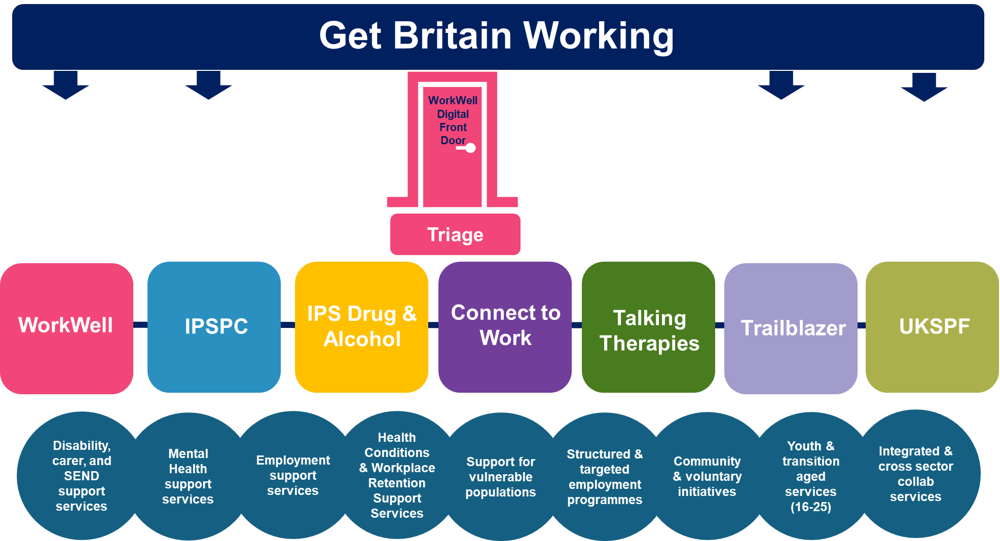 Get Britain Working
WorkWell
Digital
Front
Door
Triage
WorkWell
IPSPC
IPS Drug &
Alcohol
Connect to
Work
Talking
Therapies
Trailblazer
UKSPF
Disability,
carer, and
SEND
support
services
Mental
Health
support
services
Employment
support
services
Health
Conditions
& Workplace
Retention
Support
Services
Support for
vulnerable
populations
Structured &
targeted
employment
programmes
Community
& voluntary
initiatives
Youth &
transition
aged
services
(16-25)
Integrated &
cross sector
collab
services